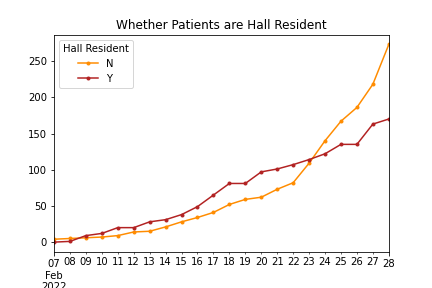 Whether Patients are Hall Resident
Hall Resident
N
Y
250
200
150
100
50
0
07 08 09 10 11 12 13 14 15 16 17 18 19 20 21 22 23 24 25 26 27 28
Feb
2022